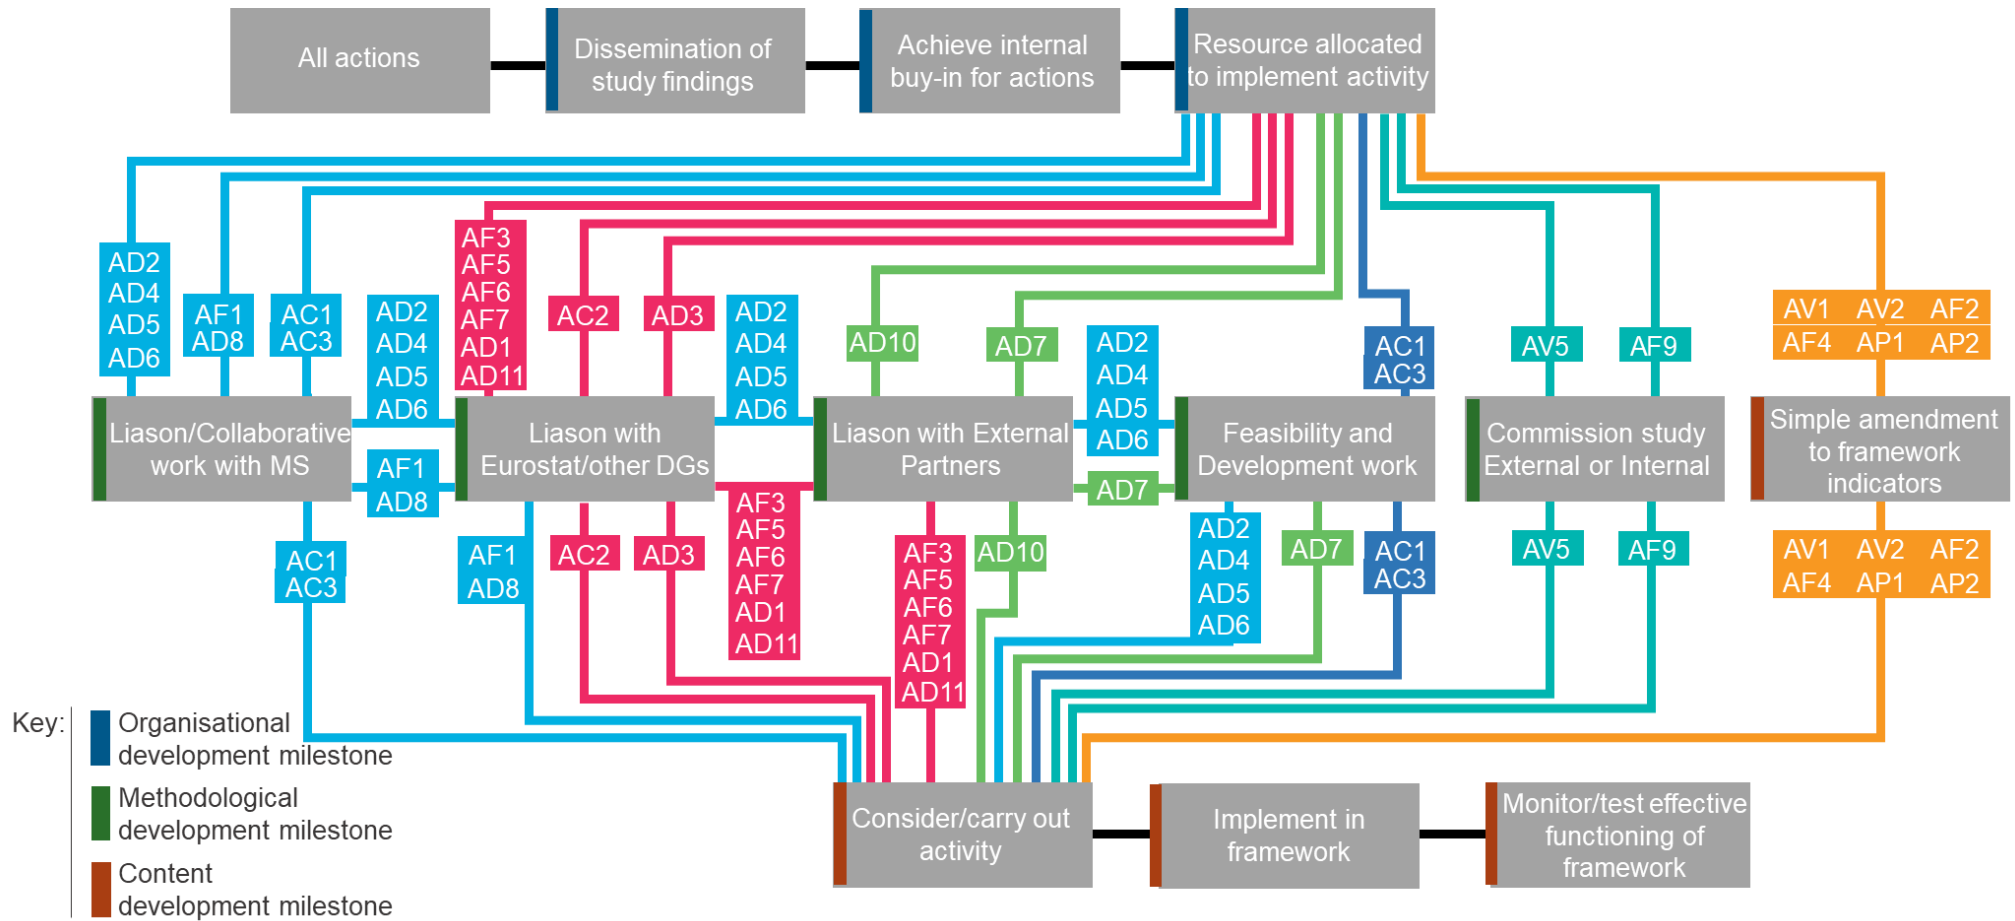 All actions
Dissemination of
study findings
Achieve internal
buy-in for actions
Resource allocated
to implement activity
AD2
AD4
AD5
AD6
AF1
AD8
AC1
AC3
AD2
AD4
AD5
AD6
AF1
AD8
AF3
AF5
AF6
AF7
AD1
AD11
AC2
AD3
AD2
AD4
AD5
AD6
AD10
AD7
AD2
AD4
AD5
AD6
AD7
AC1
AC3
AV5
AF9
AV1 AV2 AF2
AF4 AP1 AP2
Liason/Collaborative
work with MS
Liason with
Eurostat/other DGs
Liason with External
Partners
Feasibility and
Development work
Commission study
External or Internal
Simple amendment
to framework
indicators
AC1
AC3
AF1
AD8
AC2
AD3
AF3
AF5
AF6
AF7
AD1
AD11
AF3
AF5
AF6
AF7
AD1
AD11
AD10
AD2
AD4
AD5
AD6
AD7
AC1
AC3
AV5
AF9
AV1 AV2 AF2
AF4 AP1 AP2
Key:
Organisational
development milestone
Methodological
development milestone
Content
development milestone
Consider/carry out
activity
Implement in
framework
Monitor/test effective
functioning of
framework